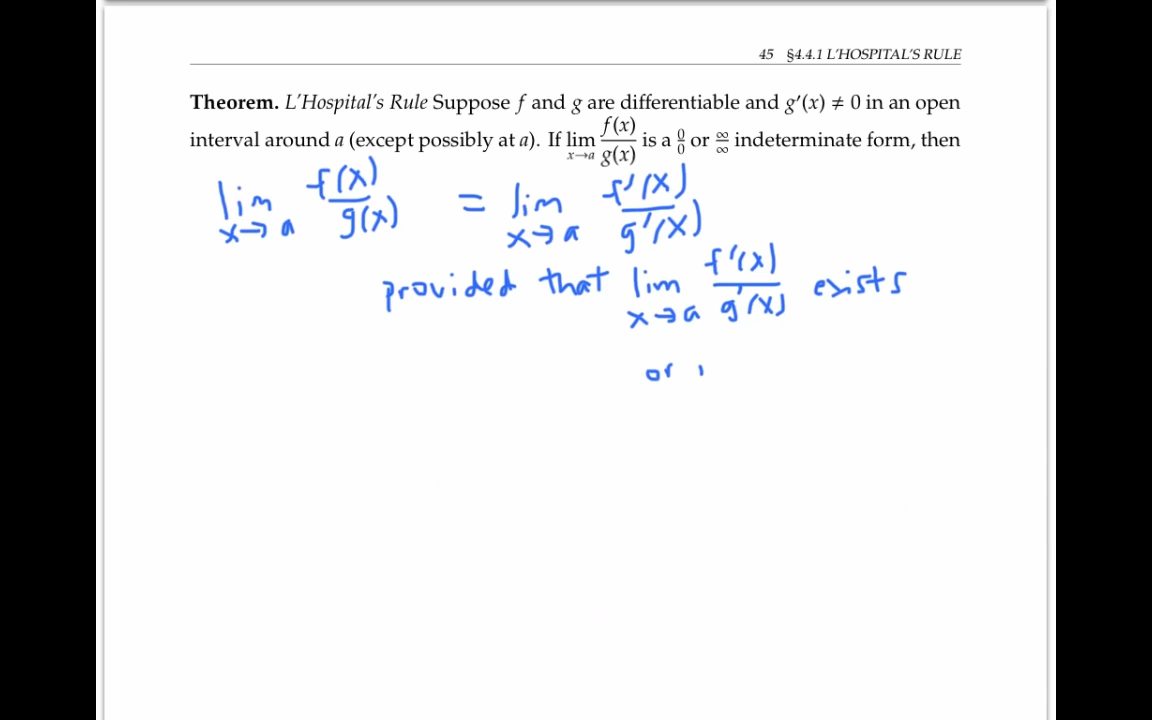 45 §4.4.1 L'HOSPITAL'S RULE
Theorem. L'Hospital's Rule Suppose f and g are differentiable and g′(x) ≠ 0 in an open
interval around a (except possibly at a). If lim_{x→a} f(x)/g(x) is a 0/0 or ∞/∞ indeterminate form, then
lim_{x→a} f(x)/g(x) = lim_{x→a} f'(x)/g'(x)
provided that lim_{x→a} f'(x)/g'(x) exists
or